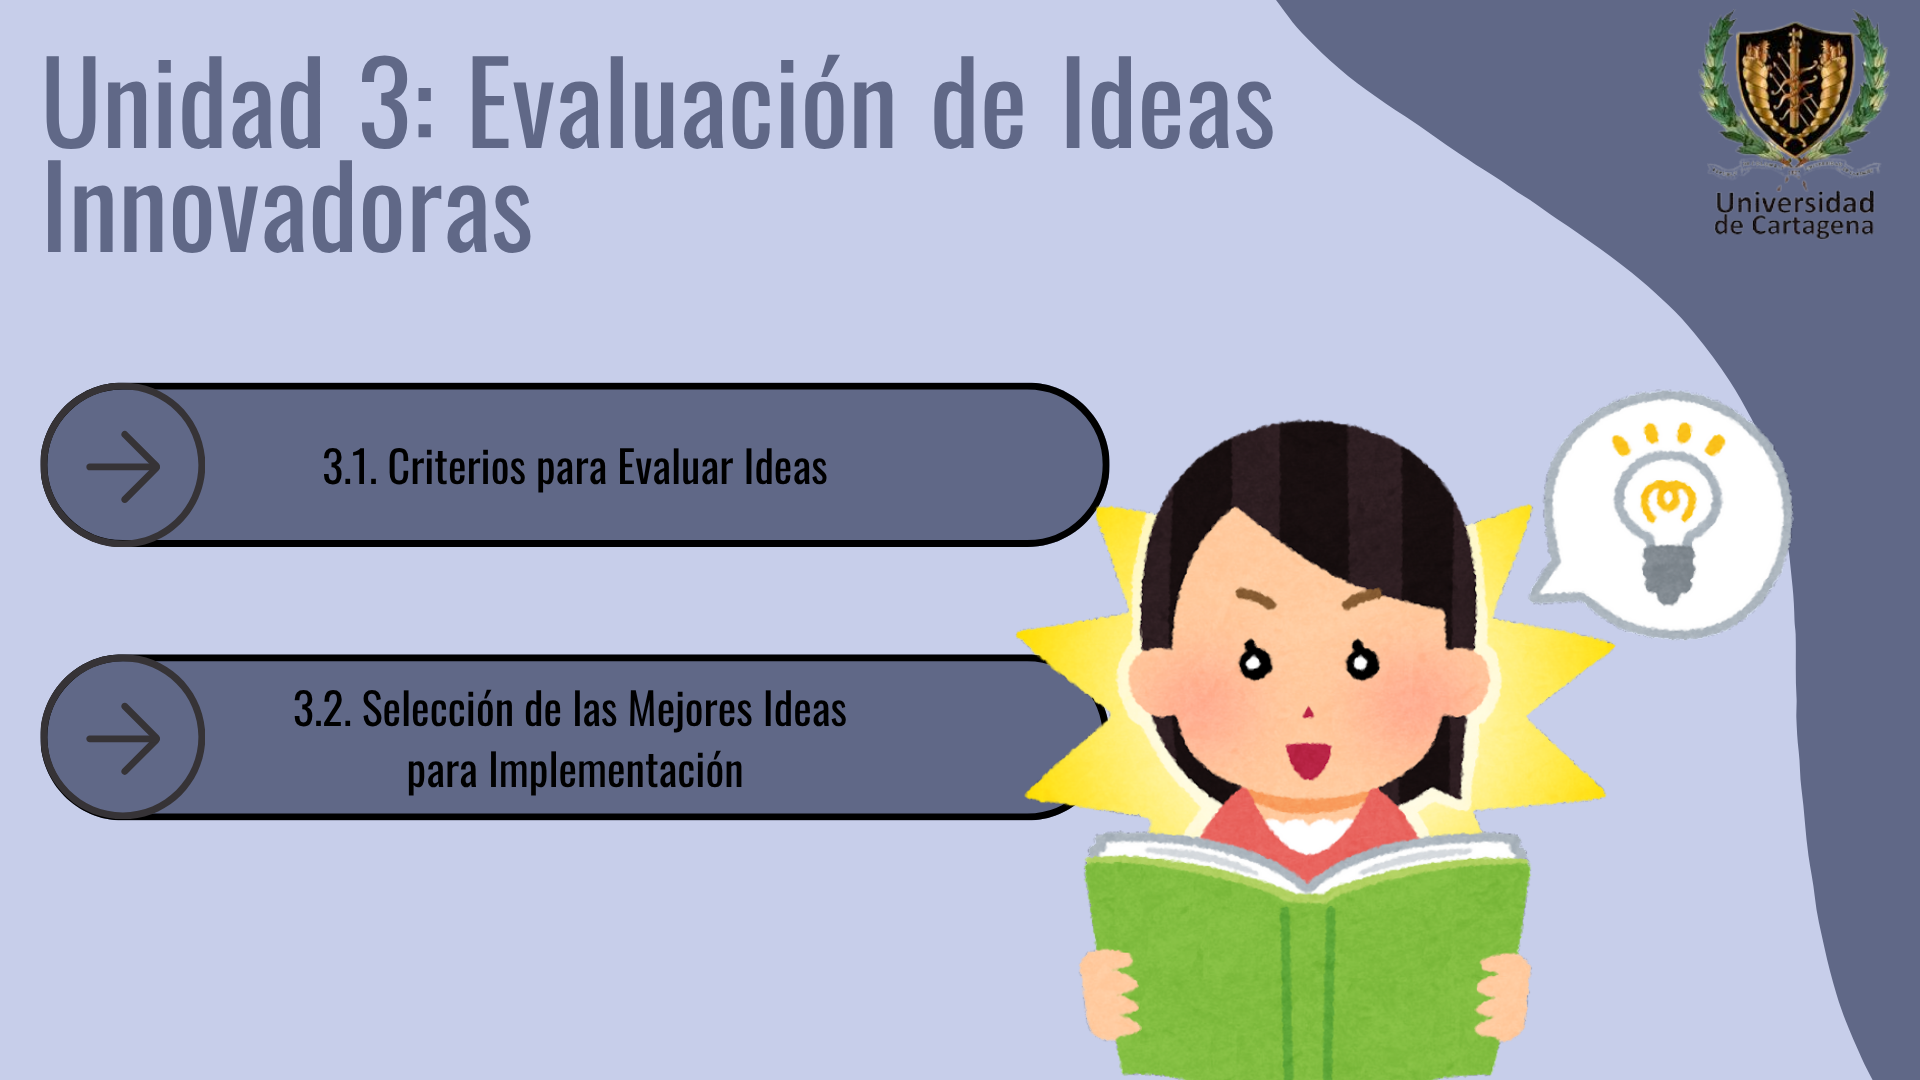 Unidad 3: Evaluación de Ideas
Innovadoras
Universidad
de Cartagena
3.1. Criterios para Evaluar Ideas
3.2. Selección de las Mejores Ideas
para Implementación